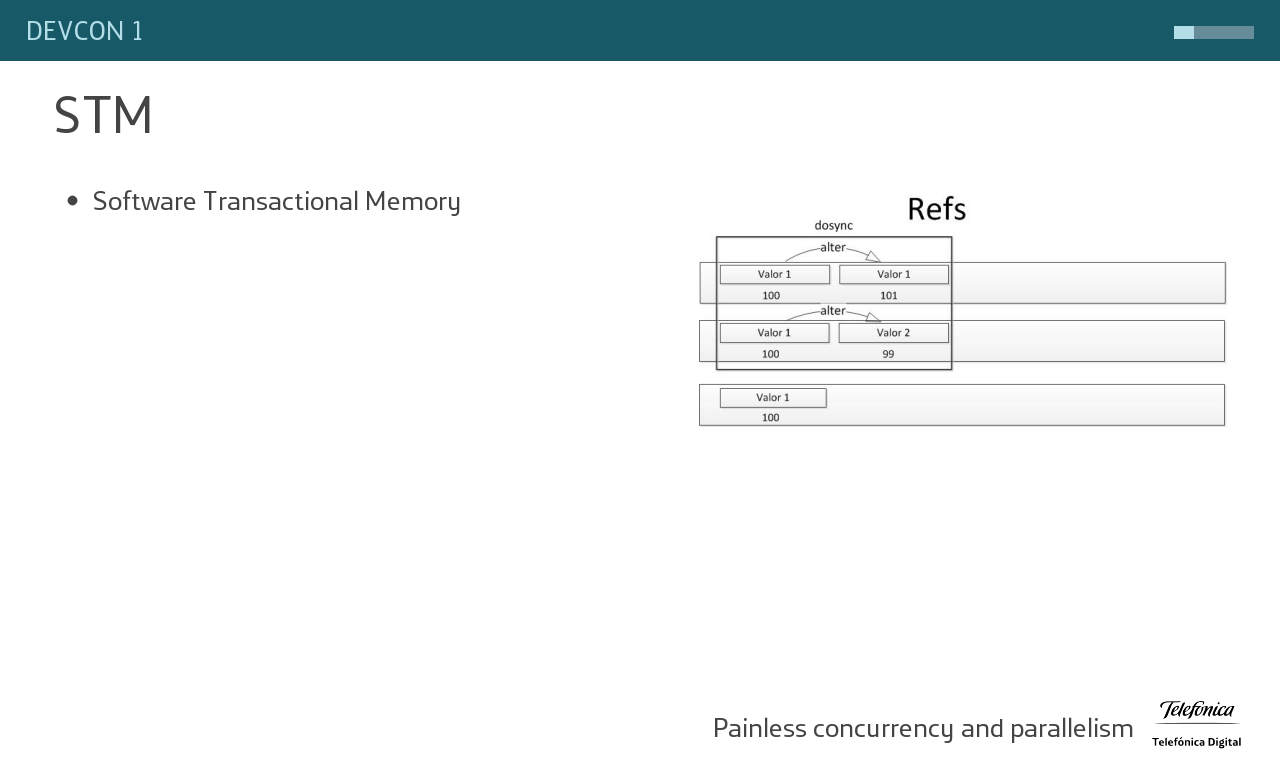 DEVCON 1
STM
• Software Transactional Memory
Refs
dosync
alter
Valor 1 Valor 1
100 101
alter
Valor 1 Valor 2
100 99
Valor 1
100
Painless concurrency and parallelism
Telefónica
Telefónica Digital